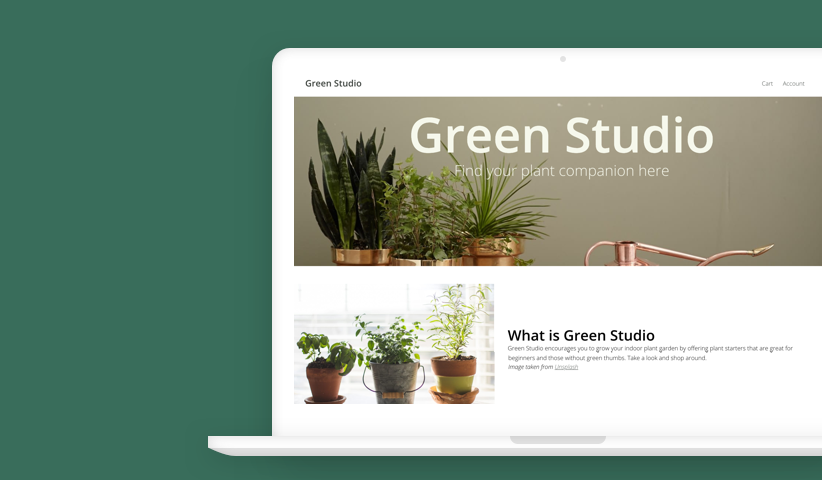 Green Studio
Cart Account
Green Studio
Find your plant companion here
What is Green Studio
Green Studio encourages you to grow your indoor plant garden by offering plant starters that are great for
beginners and those without green thumbs. Take a look and shop around.
Image taken from Unsplash